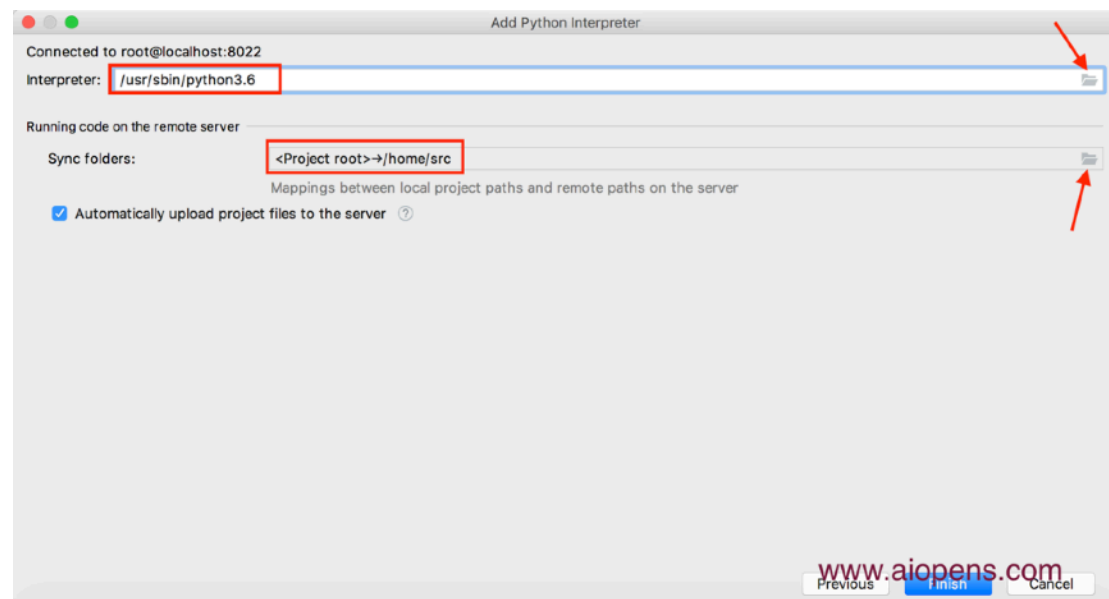 Add Python Interpreter
Connected to root@localhost:8022
Interpreter: /usr/sbin/python3.6
Running code on the remote server
Sync folders: <Project root>→/home/src
Mappings between local project paths and remote paths on the server
Automatically upload project files to the server ?
www.aiopens.com
Previous Finish Cancel